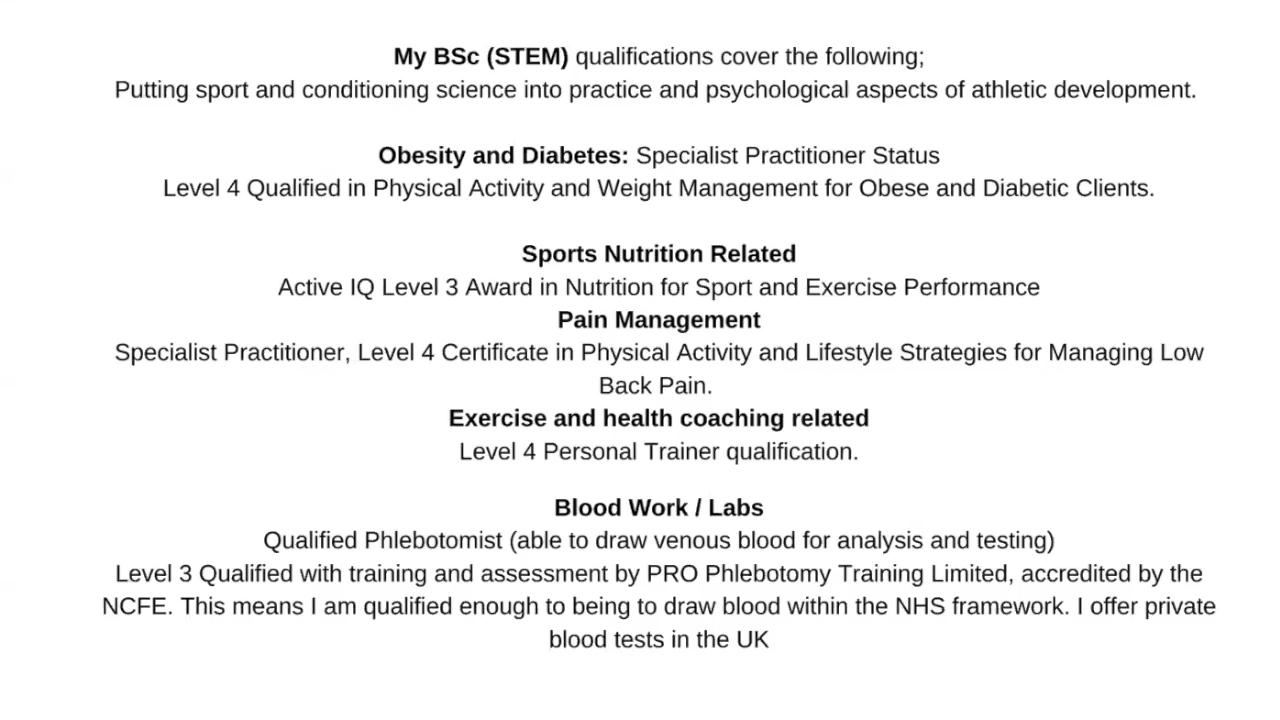 My BSc (STEM) qualifications cover the following;
Putting sport and conditioning science into practice and psychological aspects of athletic development.
Obesity and Diabetes: Specialist Practitioner Status
Level 4 Qualified in Physical Activity and Weight Management for Obese and Diabetic Clients.
Sports Nutrition Related
Active IQ Level 3 Award in Nutrition for Sport and Exercise Performance
Pain Management
Specialist Practitioner, Level 4 Certificate in Physical Activity and Lifestyle Strategies for Managing Low
Back Pain.
Exercise and health coaching related
Level 4 Personal Trainer qualification.
Blood Work / Labs
Qualified Phlebotomist (able to draw venous blood for analysis and testing)
Level 3 Qualified with training and assessment by PRO Phlebotomy Training Limited, accredited by the
NCFE. This means I am qualified enough to being to draw blood within the NHS framework. I offer private
blood tests in the UK